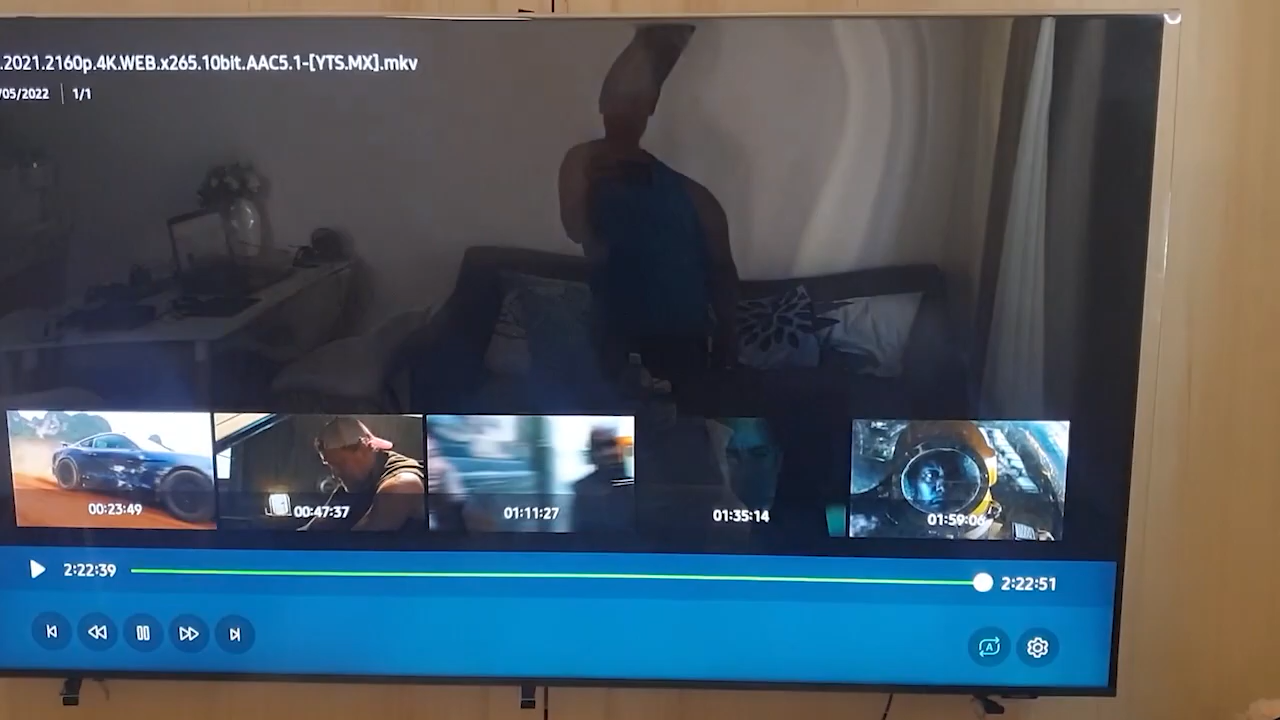 .2021.2160p.4K.WEB.x265.10bit.AAC5.1-[YTS.MX].mkv
/05/2022 | 1/1
00:23:49
00:47:37
01:11:27
01:35:14
01:59:06
2:22:39
2:22:51
A